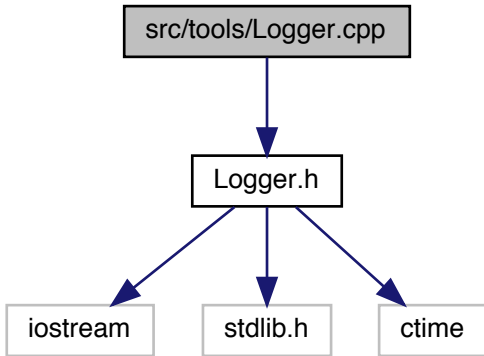 src/tools/Logger.cpp
Logger.h
iostream
stdlib.h
ctime